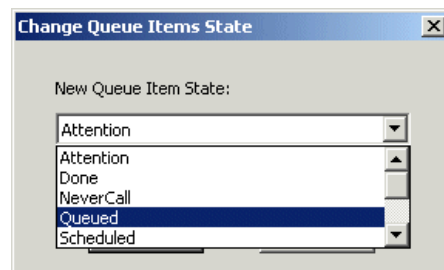 Change Queue Items State
New Queue Item State:
Attention
Attention
Done
NeverCall
Queued
Scheduled